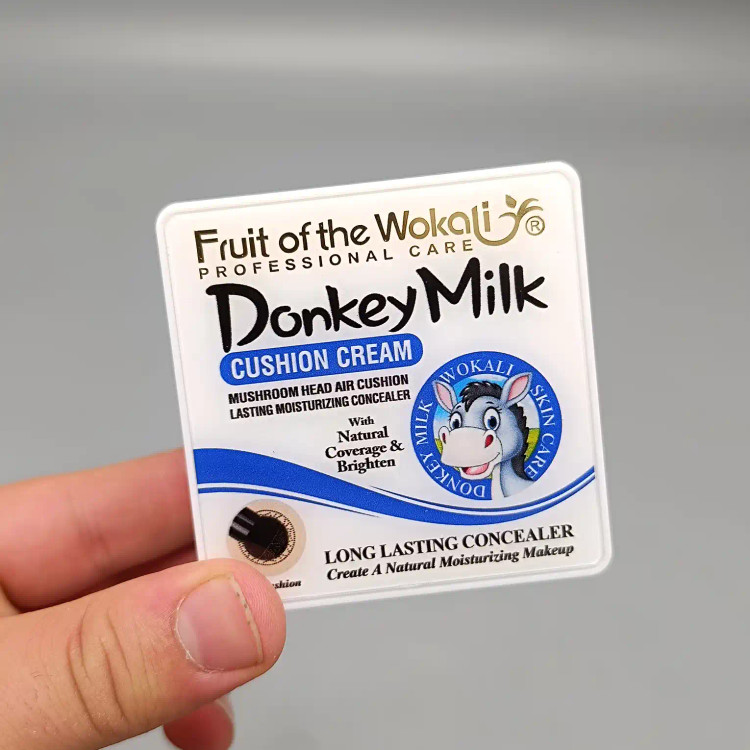 Fruit of the Wokali ®
PROFESSIONAL CARE
Donkey Milk
CUSHION CREAM
MUSHROOM HEAD AIR CUSHION
LASTING MOISTURIZING CONCEALER
With
Natural
Coverage &
Brighten
DONKEY MILK WOKALI SKIN CARE
LONG LASTING CONCEALER
Create A Natural Moisturizing Makeup